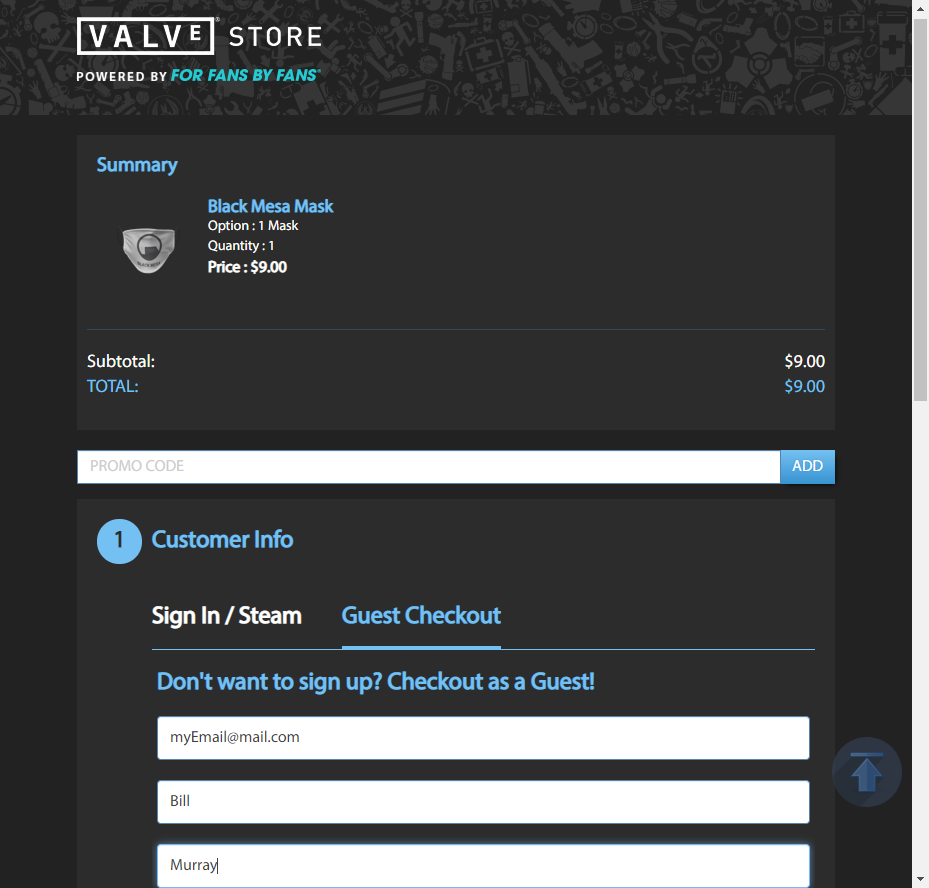 VALVE STORE
POWERED BY FOR FANS BY FANS
Summary
Black Mesa Mask
Option : 1 Mask
Quantity : 1
Price : $9.00
Subtotal: $9.00
TOTAL: $9.00
PROMO CODE ADD
1 Customer Info
Sign In / Steam Guest Checkout
Don't want to sign up? Checkout as a Guest!
myEmail@mail.com
Bill
Murray